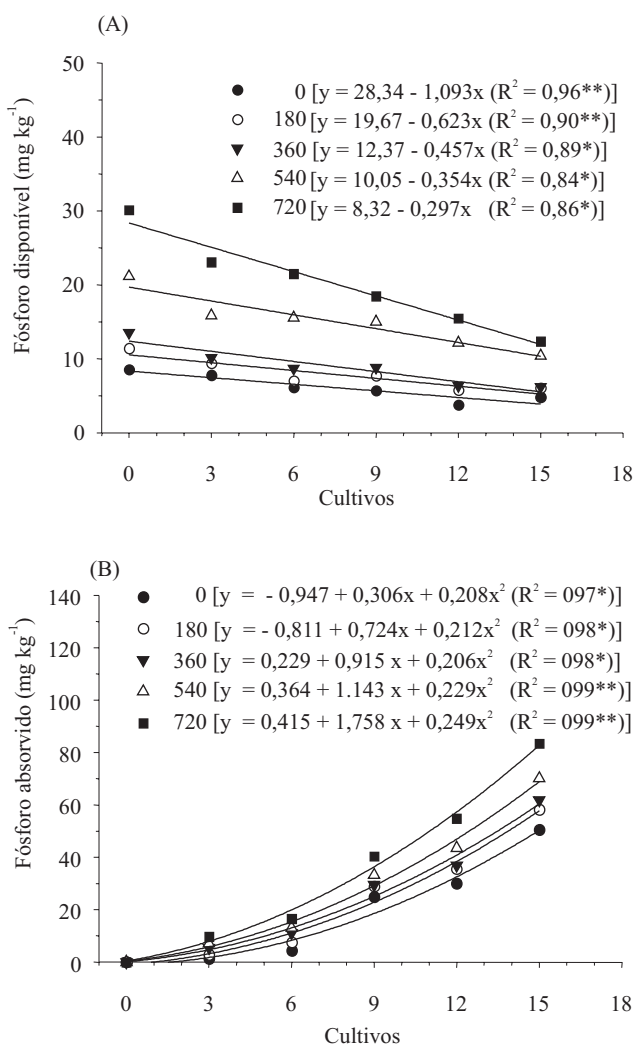 (A)
Fósforo disponível (mg kg⁻¹)
50
40
30
20
10
0
0 [y = 28,34 - 1,093x (R² = 0,96**)]
180 [y = 19,67 - 0,623x (R² = 0,90**)]
360 [y = 12,37 - 0,457x (R² = 0,89*)]
540 [y = 10,05 - 0,354x (R² = 0,84*)]
720 [y = 8,32 - 0,297x (R² = 0,86*)]
0 3 6 9 12 15 18
Cultivos
(B)
Fósforo absorvido (mg kg⁻¹)
140
120
100
80
60
40
20
0
0 [y = - 0,947 + 0,306x + 0,208x² (R² = 097*)]
180 [y = - 0,811 + 0,724x + 0,212x² (R² = 098*)]
360 [y = 0,229 + 0,915 x + 0,206x² (R² = 098*)]
540 [y = 0,364 + 1.143 x + 0,229x² (R² = 099**)]
720 [y = 0,415 + 1,758 x + 0,249x² (R² = 099**)]
0 3 6 9 12 15 18
Cultivos